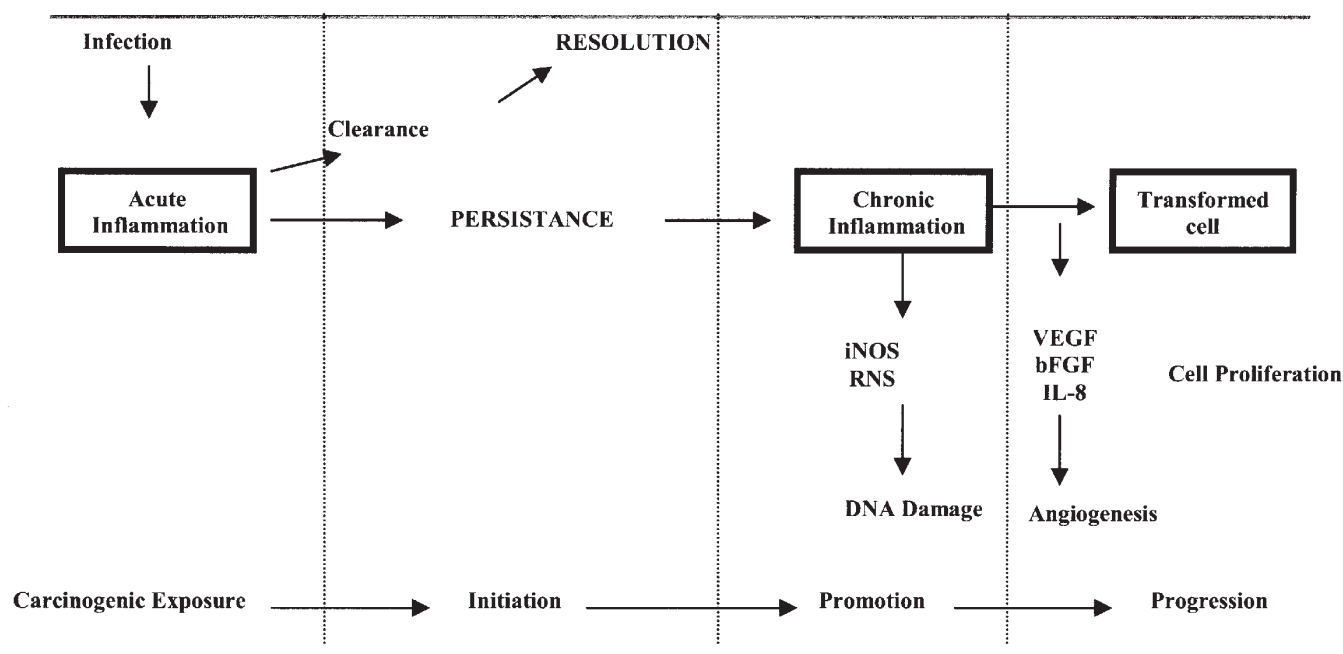 Infection
RESOLUTION
Clearance
Acute
Inflammation
PERSISTANCE
Chronic
Inflammation
Transformed
cell
iNOS
RNS
VEGF
bFGF
IL-8
Cell Proliferation
DNA Damage
Angiogenesis
Carcinogenic Exposure
Initiation
Promotion
Progression